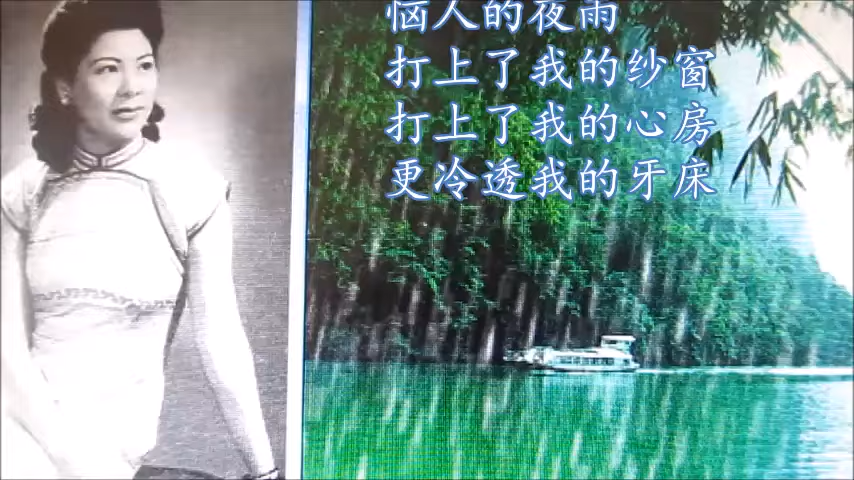 恼人的夜雨
打上了我的纱窗
打上了我的心房
更冷透我的牙床